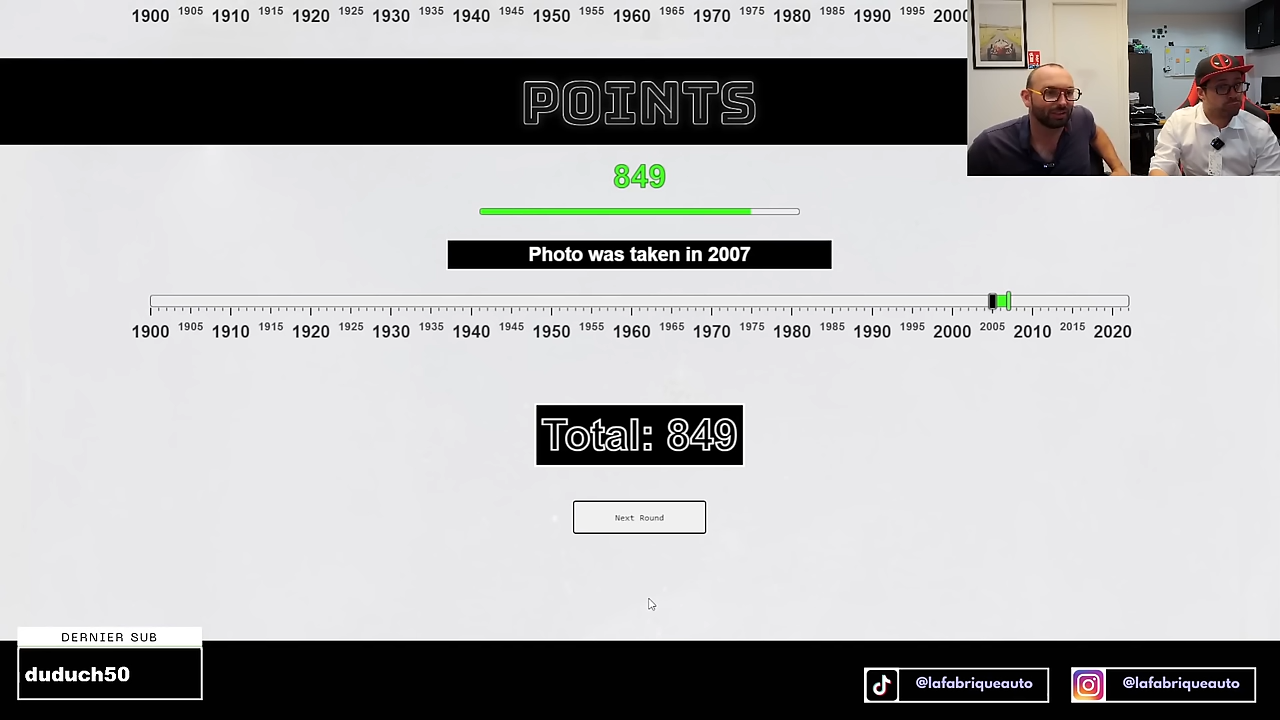 1900 1905 1910 1915 1920 1925 1930 1935 1940 1945 1950 1955 1960 1965 1970 1975 1980 1985 1990 1995 2000
POINTS
849
Photo was taken in 2007
1900 1905 1910 1915 1920 1925 1930 1935 1940 1945 1950 1955 1960 1965 1970 1975 1980 1985 1990 1995 2000 2005 2010 2015 2020
Total: 849
Next Round
DERNIER SUB
duduch50
@lafabriqueauto
@lafabriqueauto